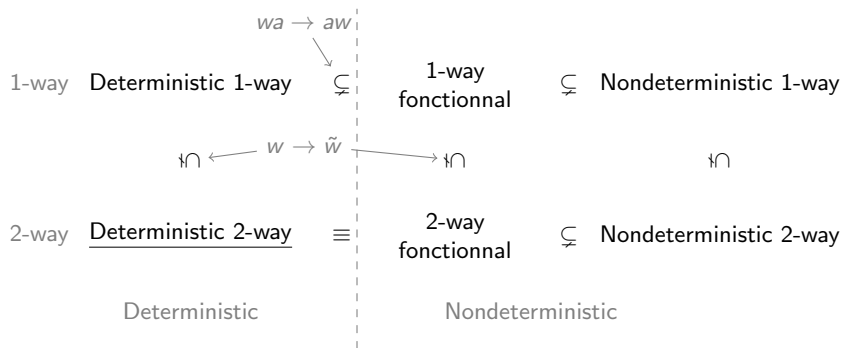 wa → aw
1-way Deterministic 1-way ⊊ 1-way fonctionnal ⊊ Nondeterministic 1-way
⊊ w → w̃ ⊊ ⊊
2-way Deterministic 2-way ≡ 2-way fonctionnal ⊊ Nondeterministic 2-way
Deterministic Nondeterministic